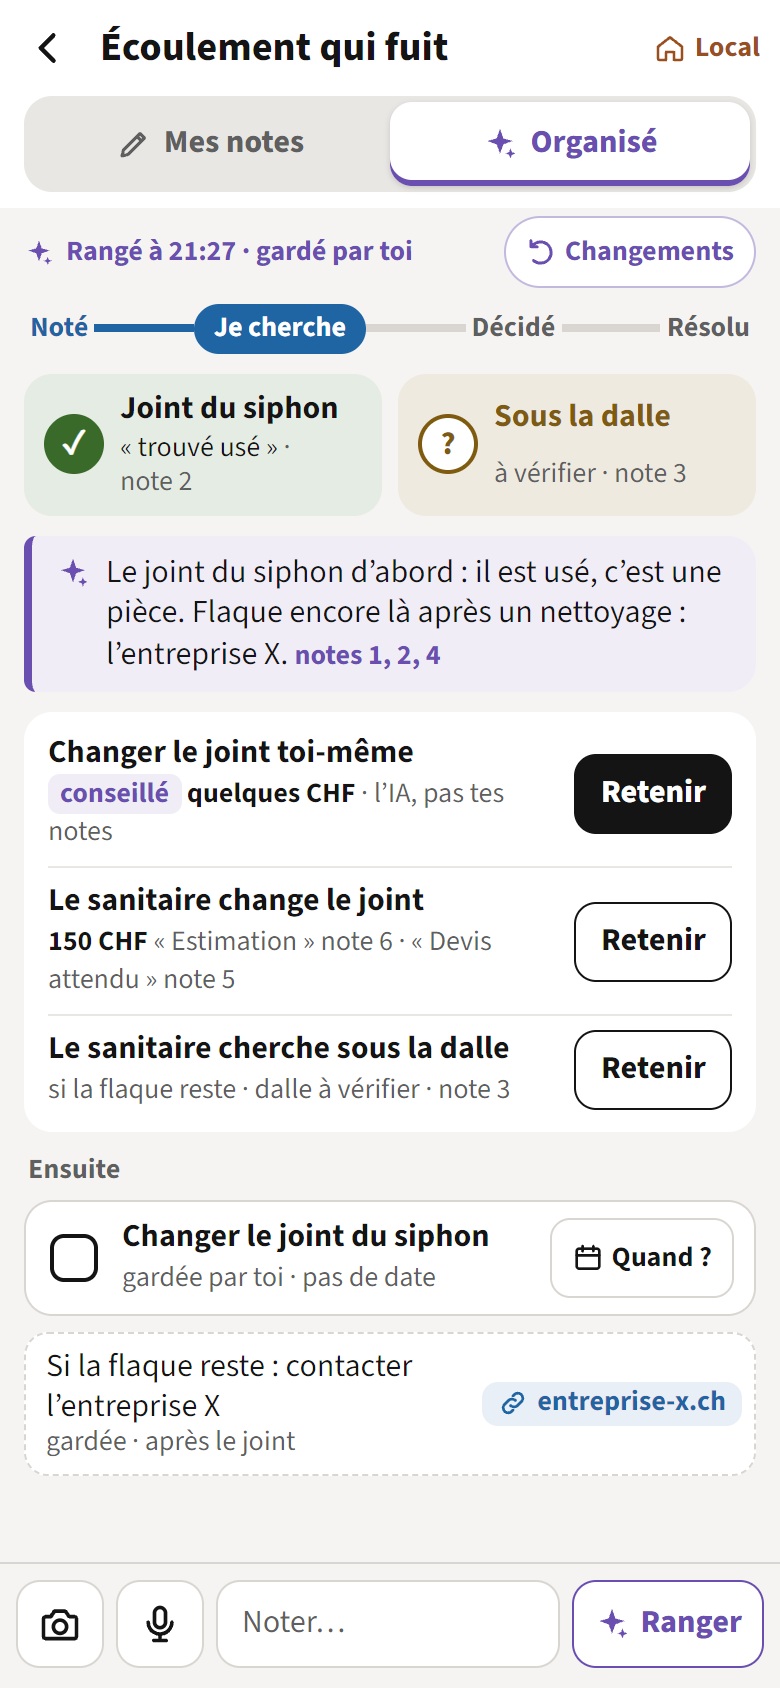 Écoulement qui fuit
Local
Mes notes
Organisé
Rangé à 21:27 · gardé par toi
Changements
Noté
Je cherche
Décidé
Résolu
Joint du siphon
« trouvé usé » ·
note 2
?
Sous la dalle
à vérifier · note 3
Le joint du siphon d’abord : il est usé, c’est une
pièce. Flaque encore là après un nettoyage :
l’entreprise X. notes 1, 2, 4
Changer le joint toi-même
conseillé quelques CHF · l’IA, pas tes
notes
Retenir
Le sanitaire change le joint
150 CHF « Estimation » note 6 · « Devis
attendu » note 5
Retenir
Le sanitaire cherche sous la dalle
si la flaque reste · dalle à vérifier · note 3
Retenir
Ensuite
Changer le joint du siphon
gardée par toi · pas de date
Quand ?
Si la flaque reste : contacter
l’entreprise X
gardée · après le joint
entreprise-x.ch
Noter…
Ranger